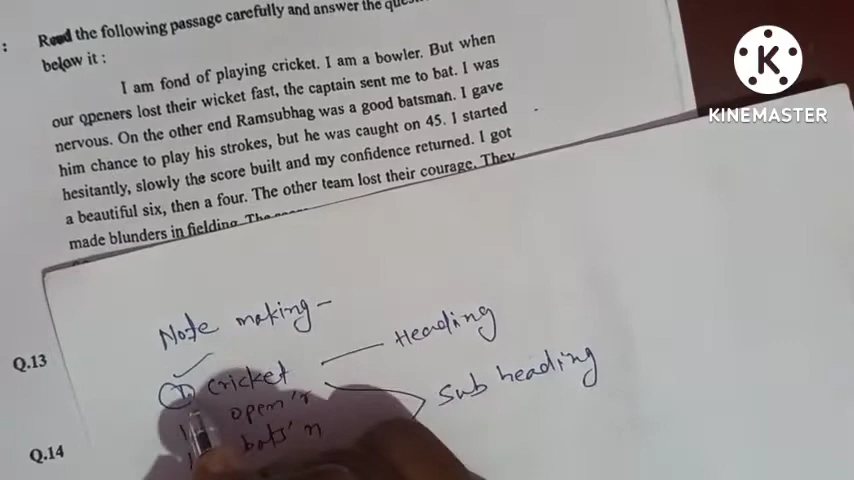 : Read the following passage carefully and answer the
below it :
I am fond of playing cricket. I am a bowler. But when
our openers lost their wicket fast, the captain sent me to bat. I was
nervous. On the other end Ramsubhag was a good batsman. I gave
him chance to play his strokes, but he was caught on 45. I started
hesitantly, slowly the score built and my confidence returned. I got
a beautiful six, then a four. The other team lost their courage. They
made blunders in fielding. The
K
KINEMASTER
Note making -
Q.13
Cricket
Heading
open'r
Sub heading
bats'n
Q.14